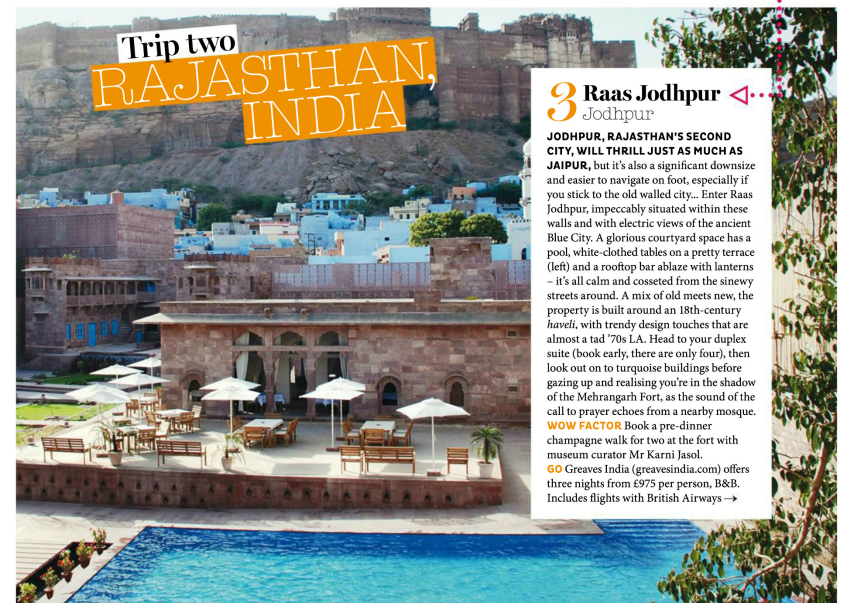 Trip two
RAJASTHAN,
INDIA
3 Raas Jodhpur
Jodhpur
JODHPUR, RAJASTHAN'S SECOND
CITY, WILL THRILL JUST AS MUCH AS
JAIPUR, but it's also a significant downsize
and easier to navigate on foot, especially if
you stick to the old walled city... Enter Raas
Jodhpur, impeccably situated within these
walls and with electric views of the ancient
Blue City. A glorious courtyard space has a
pool, white-clothed tables on a pretty terrace
(left) and a rooftop bar ablaze with lanterns
– it's all calm and cosseted from the sinewy
streets around. A mix of old meets new, the
property is built around an 18th-century
haveli, with trendy design touches that are
almost a tad '70s LA. Head to your duplex
suite (book early, there are only four), then
look out on to turquoise buildings before
gazing up and realising you're in the shadow
of the Mehrangarh Fort, as the sound of the
call to prayer echoes from a nearby mosque.
WOW FACTOR Book a pre-dinner
champagne walk for two at the fort with
museum curator Mr Karni Jasol.
GO Greaves India (greavesindia.com) offers
three nights from £975 per person, B&B.
Includes flights with British Airways →